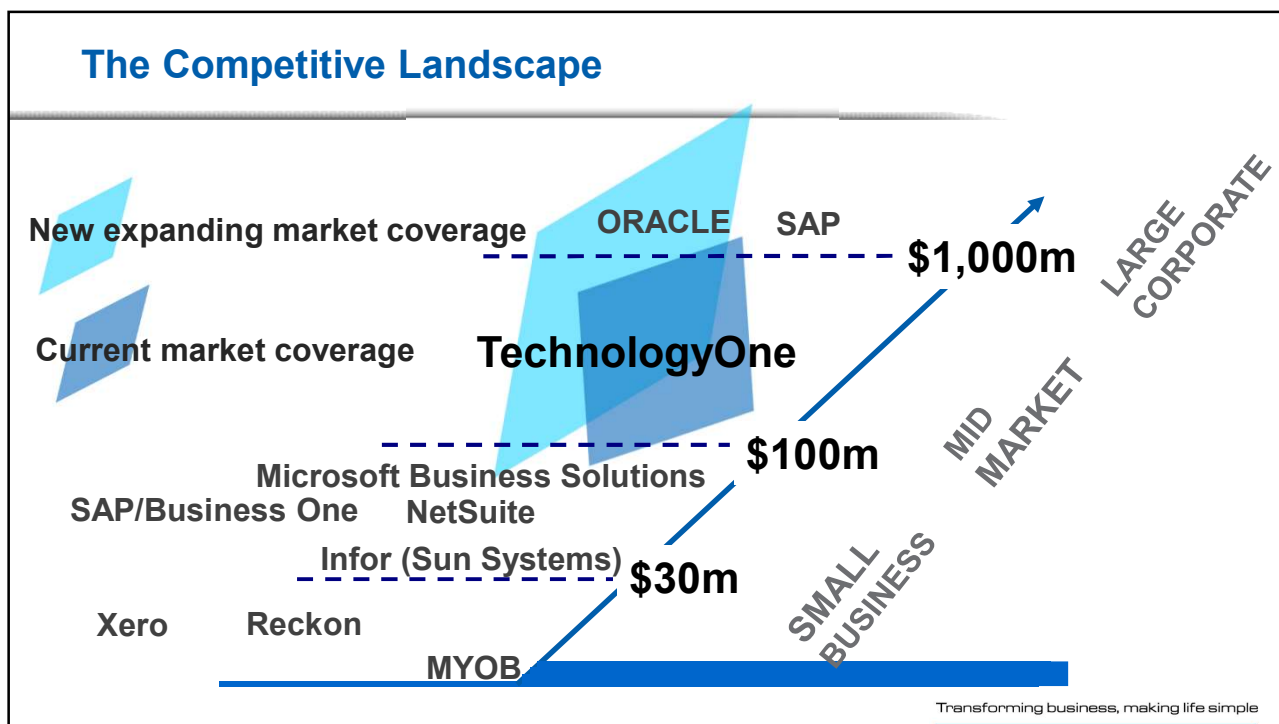 The Competitive Landscape
New expanding market coverage
ORACLE
SAP
$1,000m
LARGE
CORPORATE
Current market coverage
TechnologyOne
MID
MARKET
$100m
Microsoft Business Solutions
SAP/Business One
NetSuite
Infor (Sun Systems)
$30m
SMALL
BUSINESS
Xero
Reckon
MYOB
Transforming business, making life simple